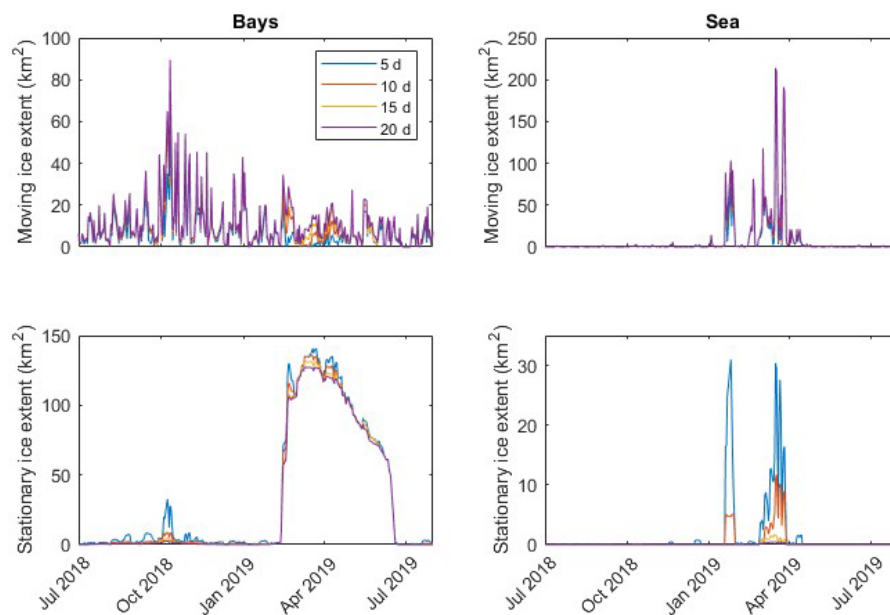 Bays
Sea
Moving ice extent (km²)
100
80
60
40
20
0
5 d
10 d
15 d
20 d
Moving ice extent (km²)
250
200
150
100
50
0
Stationary ice extent (km²)
150
100
50
0
Jul 2018
Oct 2018
Jan 2019
Apr 2019
Jul 2019
Stationary ice extent (km²)
30
20
10
0
Jul 2018
Oct 2018
Jan 2019
Apr 2019
Jul 2019